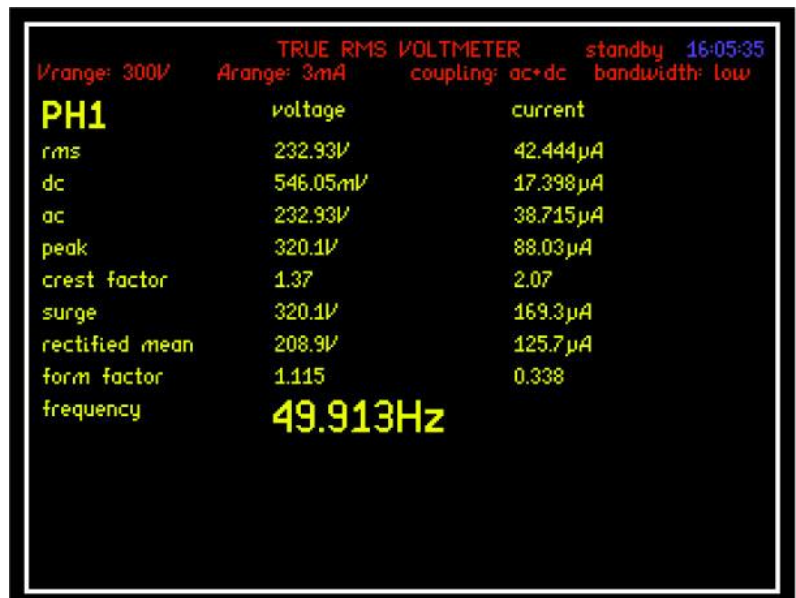 TRUE RMS VOLTMETER standby 16:05:35
Vrange: 300V Arange: 3mA coupling: ac+dc bandwidth: low
PH1 voltage current
rms 232.93V 42.444µA
dc 546.05mV 17.398µA
ac 232.93V 38.715µA
peak 320.1V 88.03µA
crest factor 1.37 2.07
surge 320.1V 169.3µA
rectified mean 208.9V 125.7µA
form factor 1.115 0.338
frequency 49.913Hz